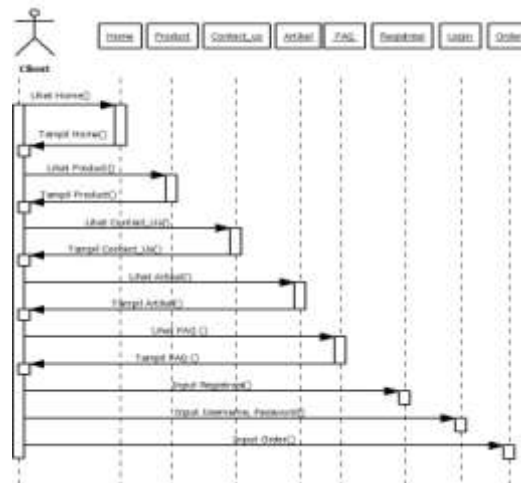 Home
Product
Contact_us
Artikel
FAQ
Registrasi
Login
Order
Client
Lihat Home()
Tampil Home()
Lihat Product()
Tampil Product()
Lihat Contact_Us()
Tampil Contact_Us()
Lihat Artikel()
Tampil Artikel()
Lihat FAQ ()
Tampil FAQ ()
Input Registrasi()
Input Username, Password()
Input Order()